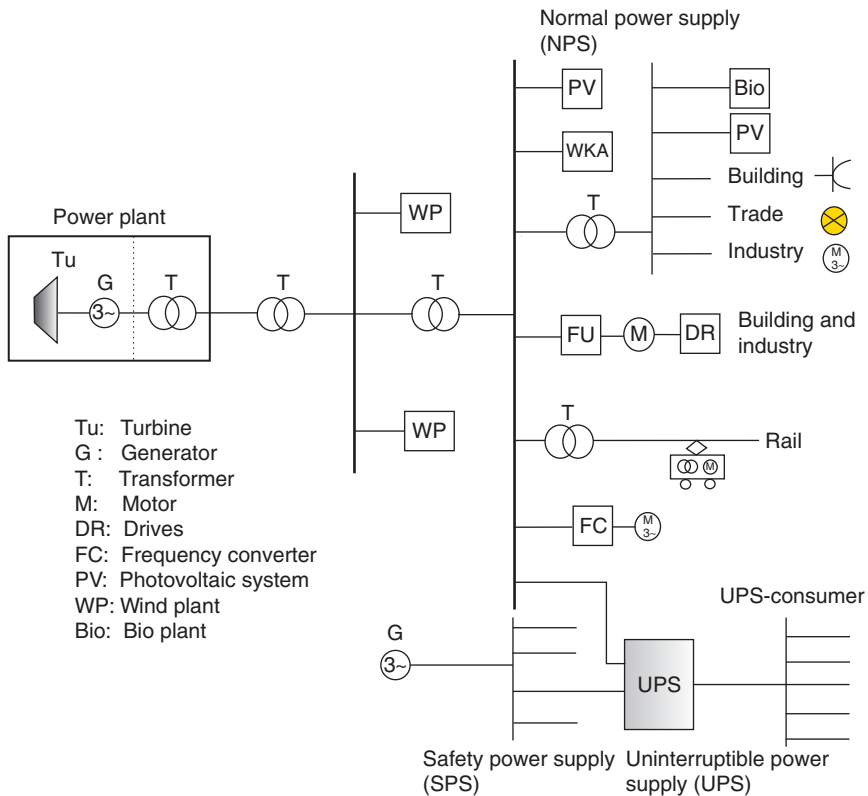 Normal power supply
(NPS)
PV
Bio
PV
WKA
Building
T
Trade
WP
Power plant
Industry
M
3~
Tu
G
T
T
T
3~
FU
M
DR
Building and
industry
T
WP
Rail
M
Tu: Turbine
G : Generator
T: Transformer
M: Motor
DR: Drives
FC: Frequency converter
PV: Photovoltaic system
WP: Wind plant
Bio: Bio plant
FC
M
3~
UPS-consumer
G
3~
UPS
Safety power supply
(SPS)
Uninterruptible power
supply (UPS)